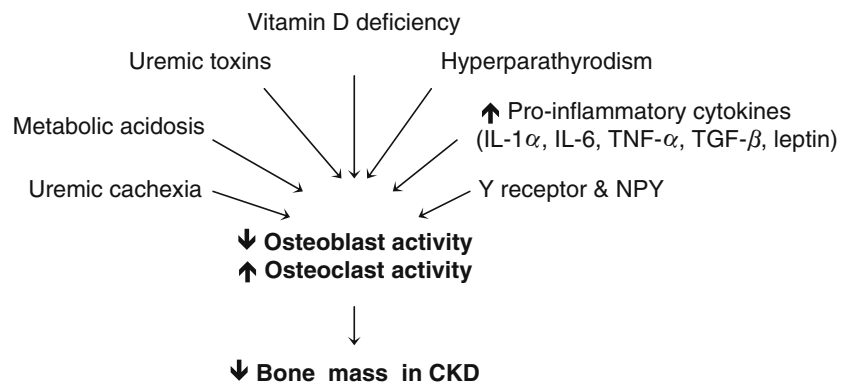 Vitamin D deficiency
Uremic toxins
Hyperparathyrodism
Metabolic acidosis
↑ Pro-inflammatory cytokines
(IL-1α, IL-6, TNF-α, TGF-β, leptin)
Uremic cachexia
Y receptor & NPY
↓ Osteoblast activity
↑ Osteoclast activity
↓ Bone mass in CKD